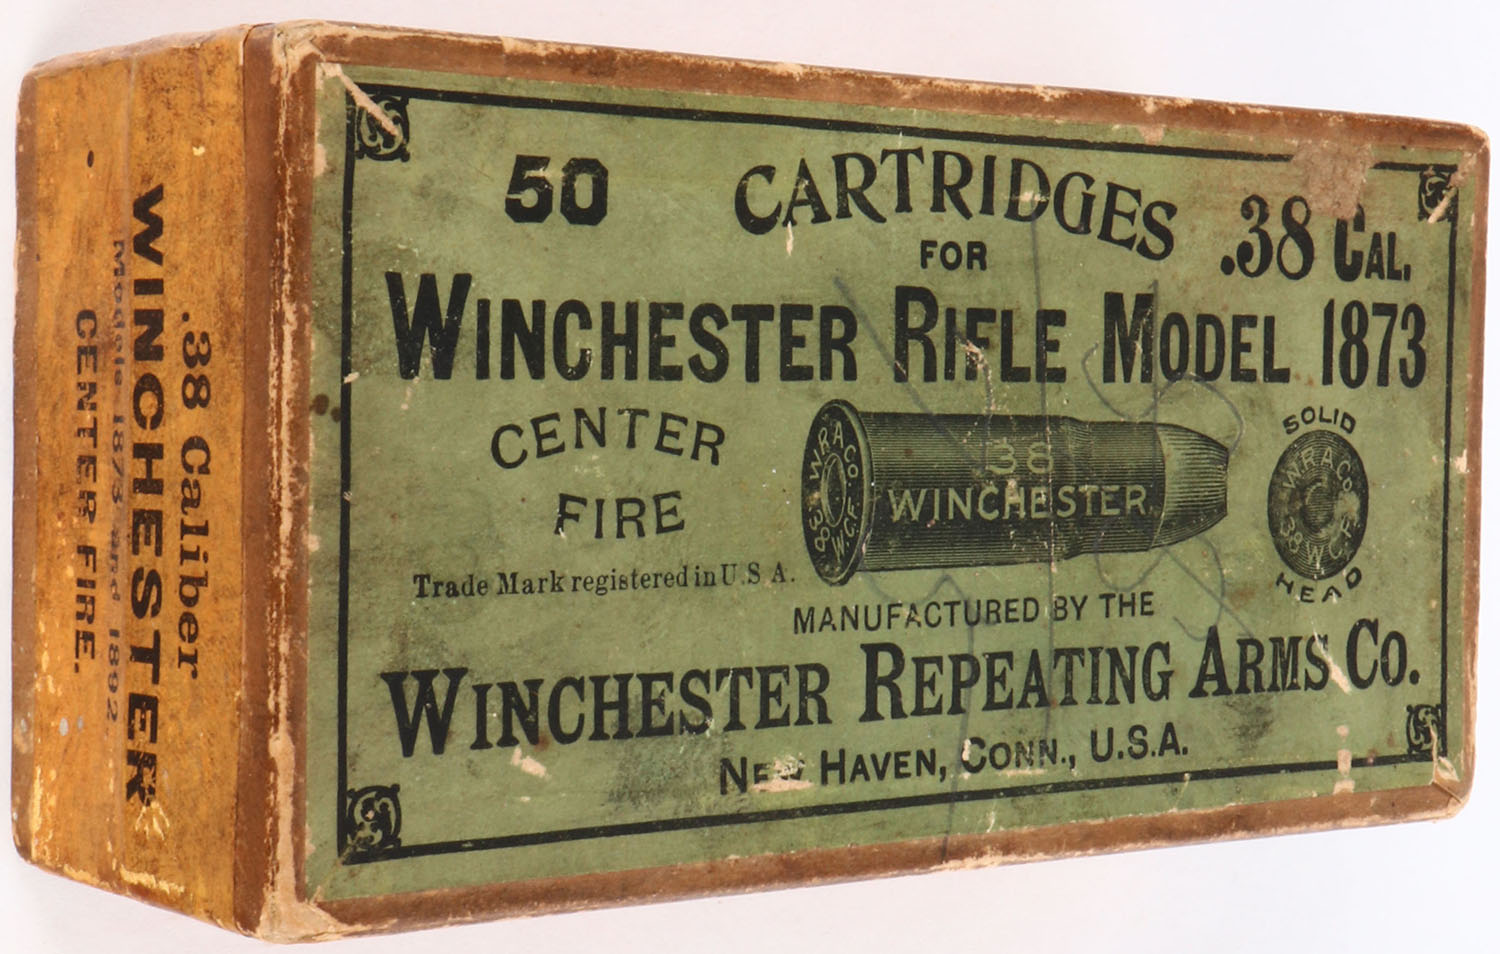 50 CARTRIDGES .38 CAL.
FOR
WINCHESTER RIFLE MODEL 1873
CENTER
FIRE
Trade Mark registered in U.S A.
38
WINCHESTER
W.R.A.Co
38 W.C.F.
SOLID
W.R.A.Co
38 W.C.F.
HEAD
MANUFACTURED BY THE
WINCHESTER REPEATING ARMS CO.
NEW HAVEN, CONN., U.S.A.
.38 Caliber
WINCHESTER
Models 1873 and 1892
CENTER FIRE.